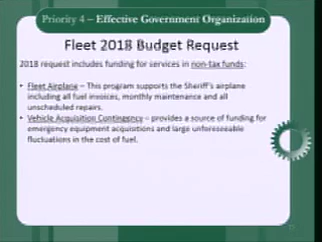 Priority 4 – Effective Government Organization
Fleet 2018 Budget Request
2018 request includes funding for services in non-tax funds:
• Fleet Airplane – This program supports the Sheriff's airplane
including all fuel invoices, monthly maintenance and all
unscheduled repairs.
• Vehicle Acquisition Contingency – provides a source of funding for
emergency equipment acquisitions and large unforeseeable
fluctuations in the cost of fuel.